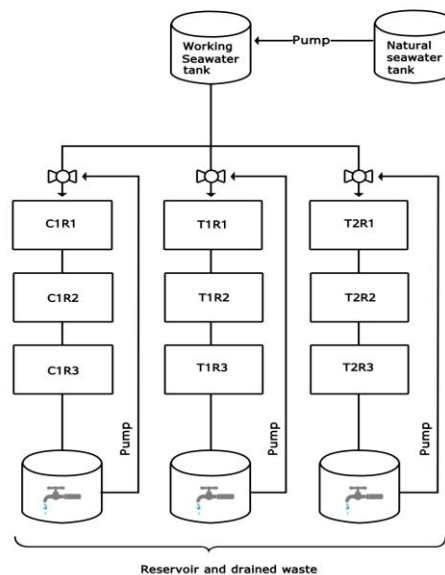 Working
Seawater
tank
Pump
Natural
seawater
tank
C1R1
T1R1
T2R1
C1R2
T1R2
T2R2
C1R3
T1R3
T2R3
Pump
Pump
Pump
Reservoir and drained waste